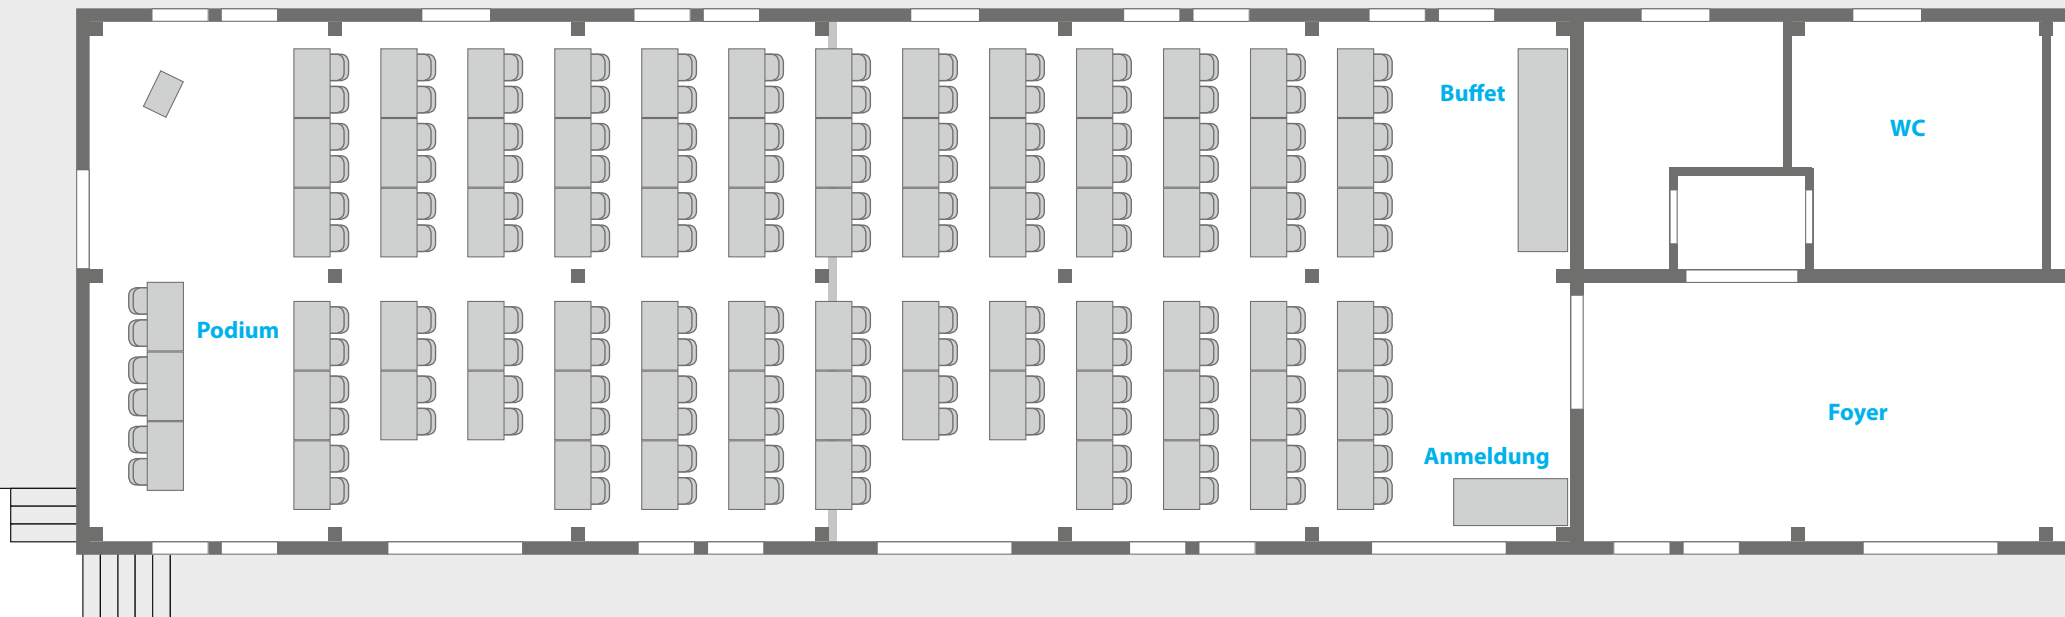 Buffet
WC
Podium
Foyer
Anmeldung